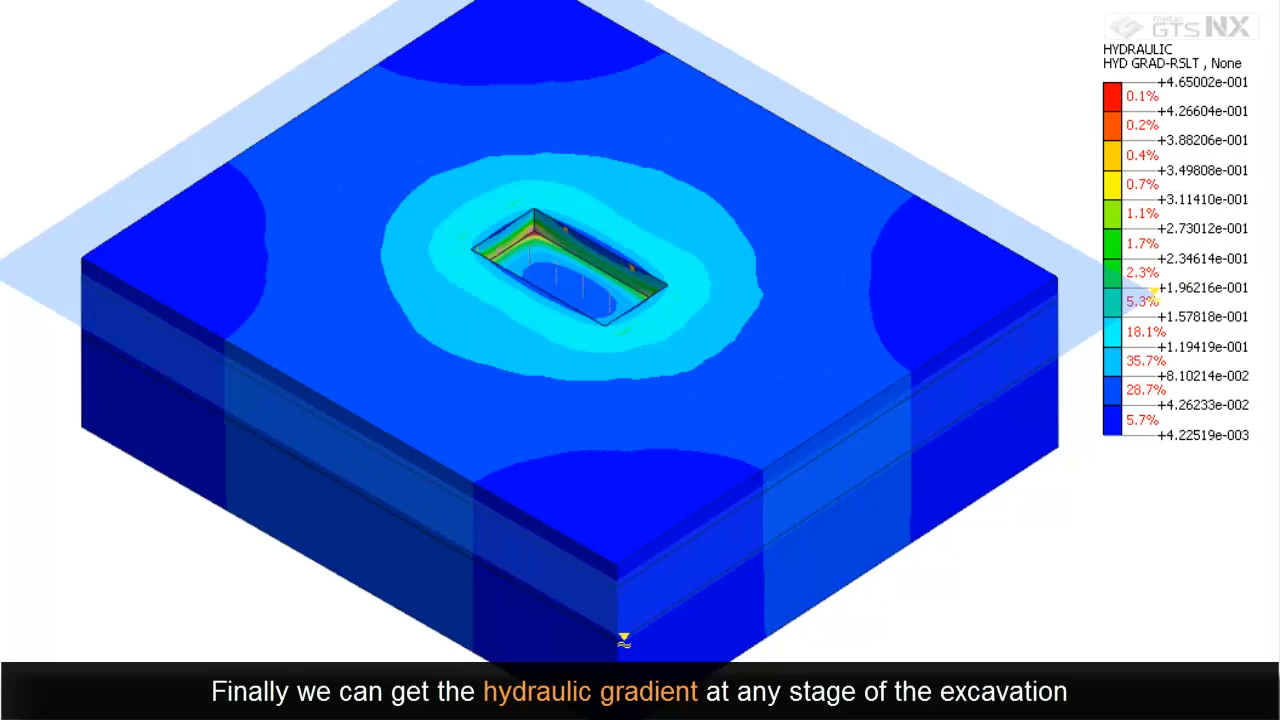 midas
GTS NX
HYDRAULIC
HYD GRAD-RSLT , None
+4.65002e-001
0.1%
+4.26604e-001
0.2%
+3.88206e-001
0.4%
+3.49808e-001
0.7%
+3.11410e-001
1.1%
+2.73012e-001
1.7%
+2.34614e-001
2.3%
+1.96216e-001
5.3%
+1.57818e-001
18.1%
+1.19419e-001
35.7%
+8.10214e-002
28.7%
+4.26233e-002
5.7%
+4.22519e-003
Finally we can get the hydraulic gradient at any stage of the excavation